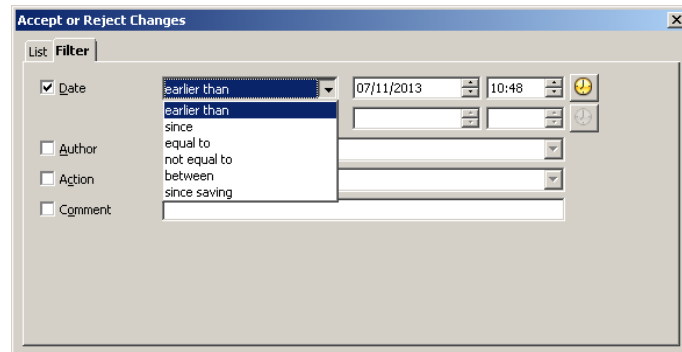 Accept or Reject Changes
List Filter
Date earlier than 07/11/2013 10:48
earlier than
since
equal to
Author
not equal to
between
Action
since saving
Comment